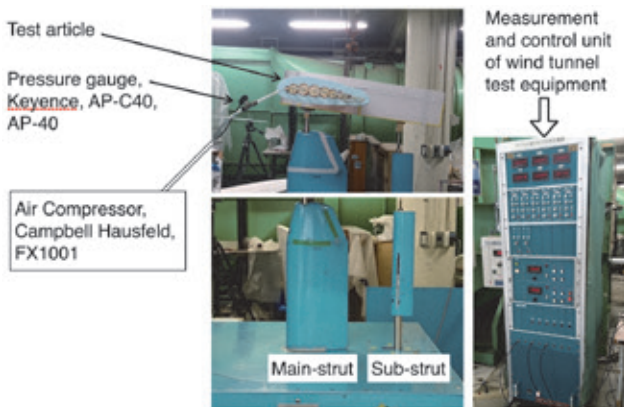 Test article
Pressure gauge,
Keyence, AP-C40,
AP-40
Air Compressor,
Campbell Hausfeld,
FX1001
Main-strut
Sub-strut
Measurement
and control unit
of wind tunnel
test equipment